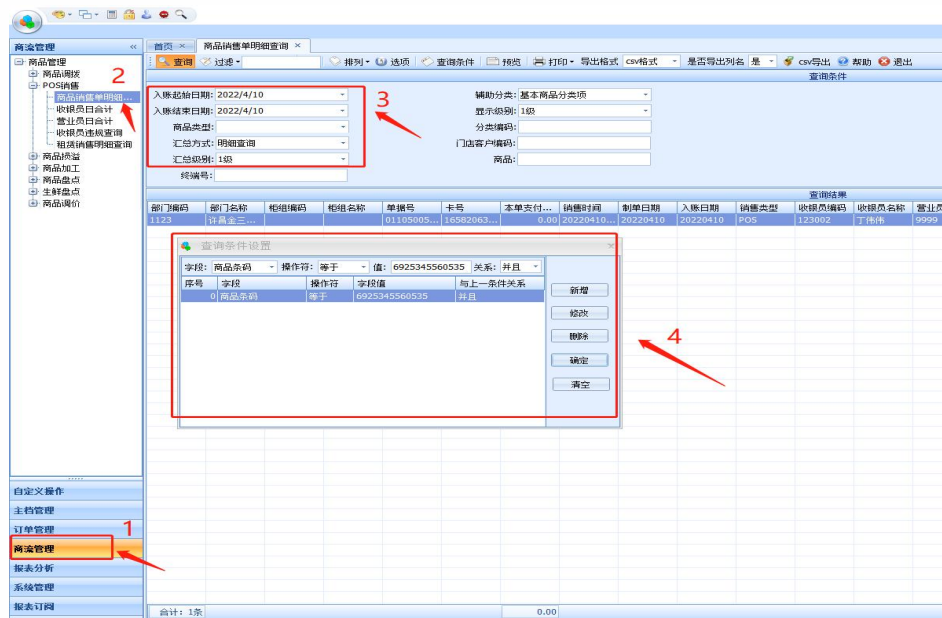 商流管理 «
首页 × 商品销售单明细查询 ×
查询 过滤 排列 选项 查询条件 预览 打印 导出格式 csv格式 是否导出列名 是 csv导出 帮助 退出
商品管理
商品调拨
POS销售
商品销售单明细...
收银员日合计
营业员日合计
收银员违规查询
租拨销售明细查询
商品损溢
商品加工
商品盘点
生鲜盘点
商品调价
2
查询条件
入账起始日期: 2022/4/10 辅助分类: 基本商品分类项
入账结束日期: 2022/4/10 显示级别: 1级
商品类型: 分类编码:
汇总方式: 明细查询 门店客户编码:
汇总级别: 1级 商品:
终端号:
3
查询结果
部门编码 部门名称 柜组编码 柜组名称 单据号 卡号 本单支付... 销售时间 制单日期 入账日期 销售类型 收银员编码 收银员名称 营业员
1123 许昌金三... 01105005... 16582063... 0.00 20220410... 20220410 20220410 POS 123002 丁伟伟 9999
查询条件设置 ×
字段: 商品条码 操作符: 等于 值: 6925345560535 关系: 并且
序号 字段 操作符 字段值 与上一条件关系
0 商品条码 等于 6925345560535 并且
新增
修改
删除
确定
清空
4
自定义操作
主档管理
订单管理
商流管理
报表分析
系统管理
报表订阅
1
合计: 1条 0.00